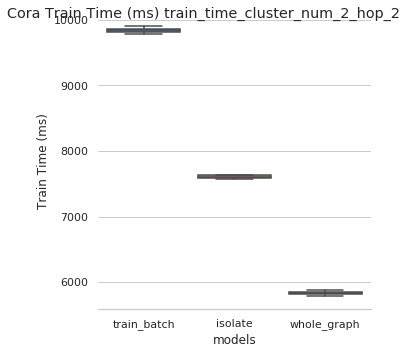 Cora Train Time (ms) train_time_cluster_num_2_hop_2
10000
9000
8000
7000
6000
Train Time (ms)
train_batch isolate whole_graph
models